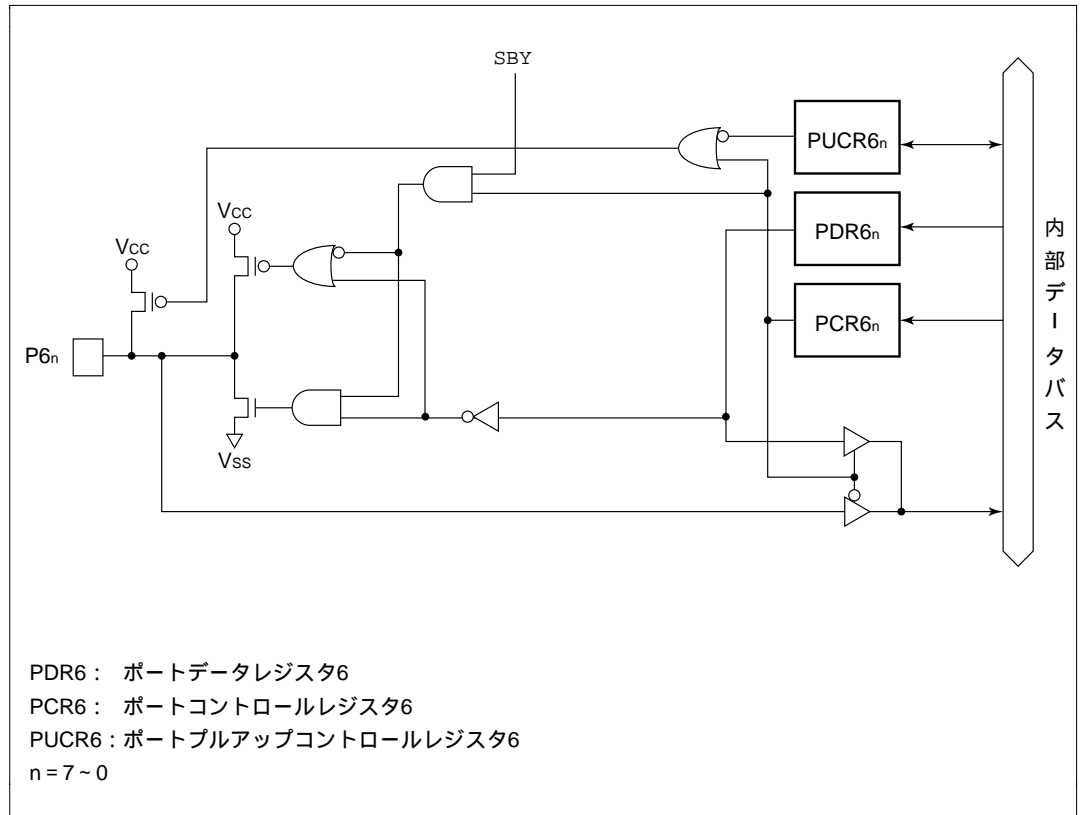 SBY
PUCR6n
VCC
PDR6n
VCC
内部データバス
PCR6n
P6n
VSS
PDR6： ポートデータレジスタ6
PCR6： ポートコントロールレジスタ6
PUCR6：ポートプルアップコントロールレジスタ6
n = 7 ~ 0